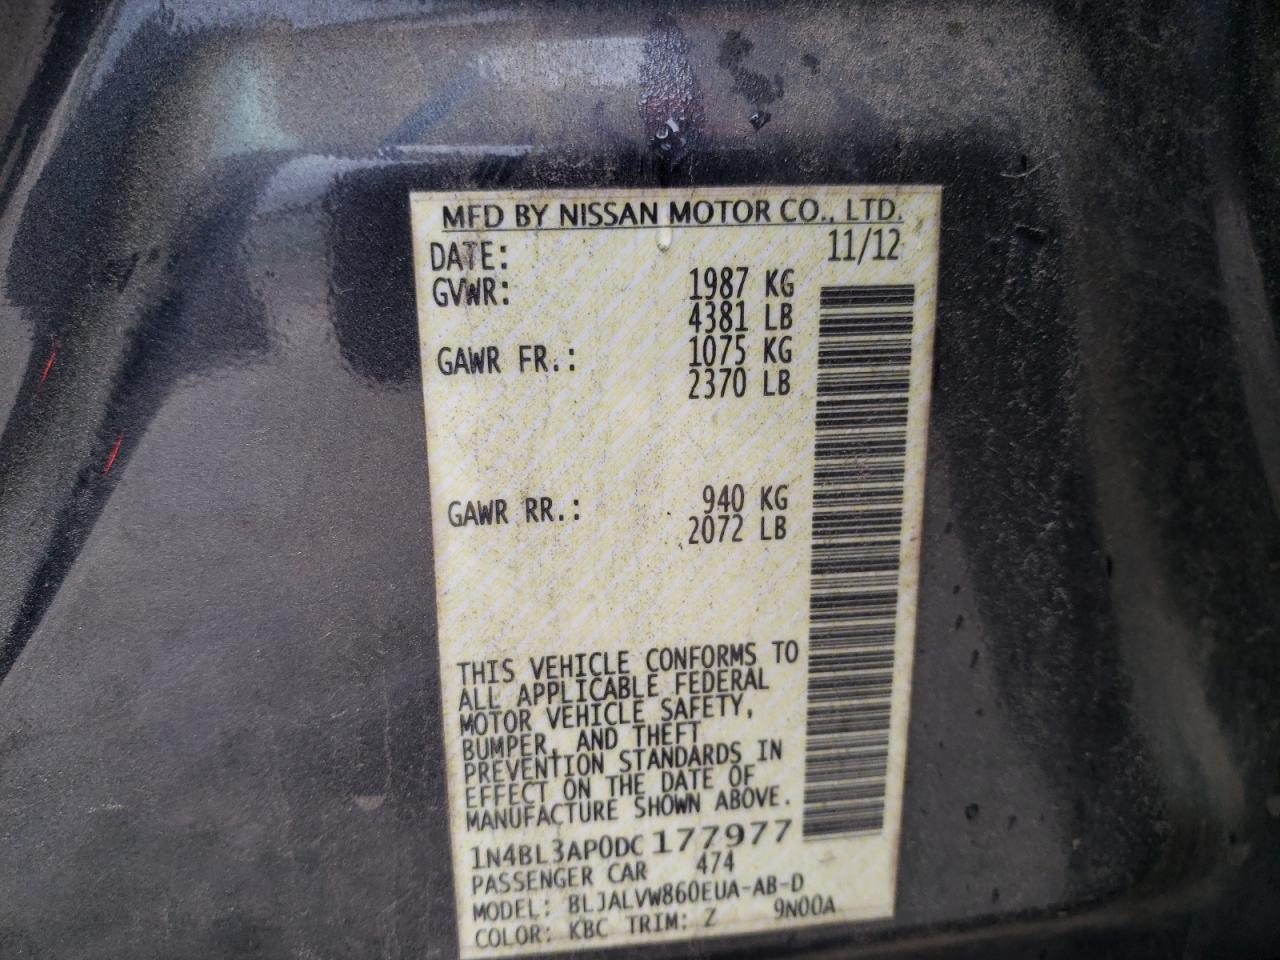 MFD BY NISSAN MOTOR CO., LTD.
DATE: 11/12
GVWR: 1987 KG
4381 LB
GAWR FR.: 1075 KG
2370 LB
GAWR RR.: 940 KG
2072 LB
THIS VEHICLE CONFORMS TO
ALL APPLICABLE FEDERAL
MOTOR VEHICLE SAFETY,
BUMPER, AND THEFT
PREVENTION STANDARDS IN
EFFECT ON THE DATE OF
MANUFACTURE SHOWN ABOVE.
1N4BL3AP0DC177977
PASSENGER CAR 474
MODEL: BLJALVW860EUA-AB-D
COLOR: KBC TRIM: Z 9N00A